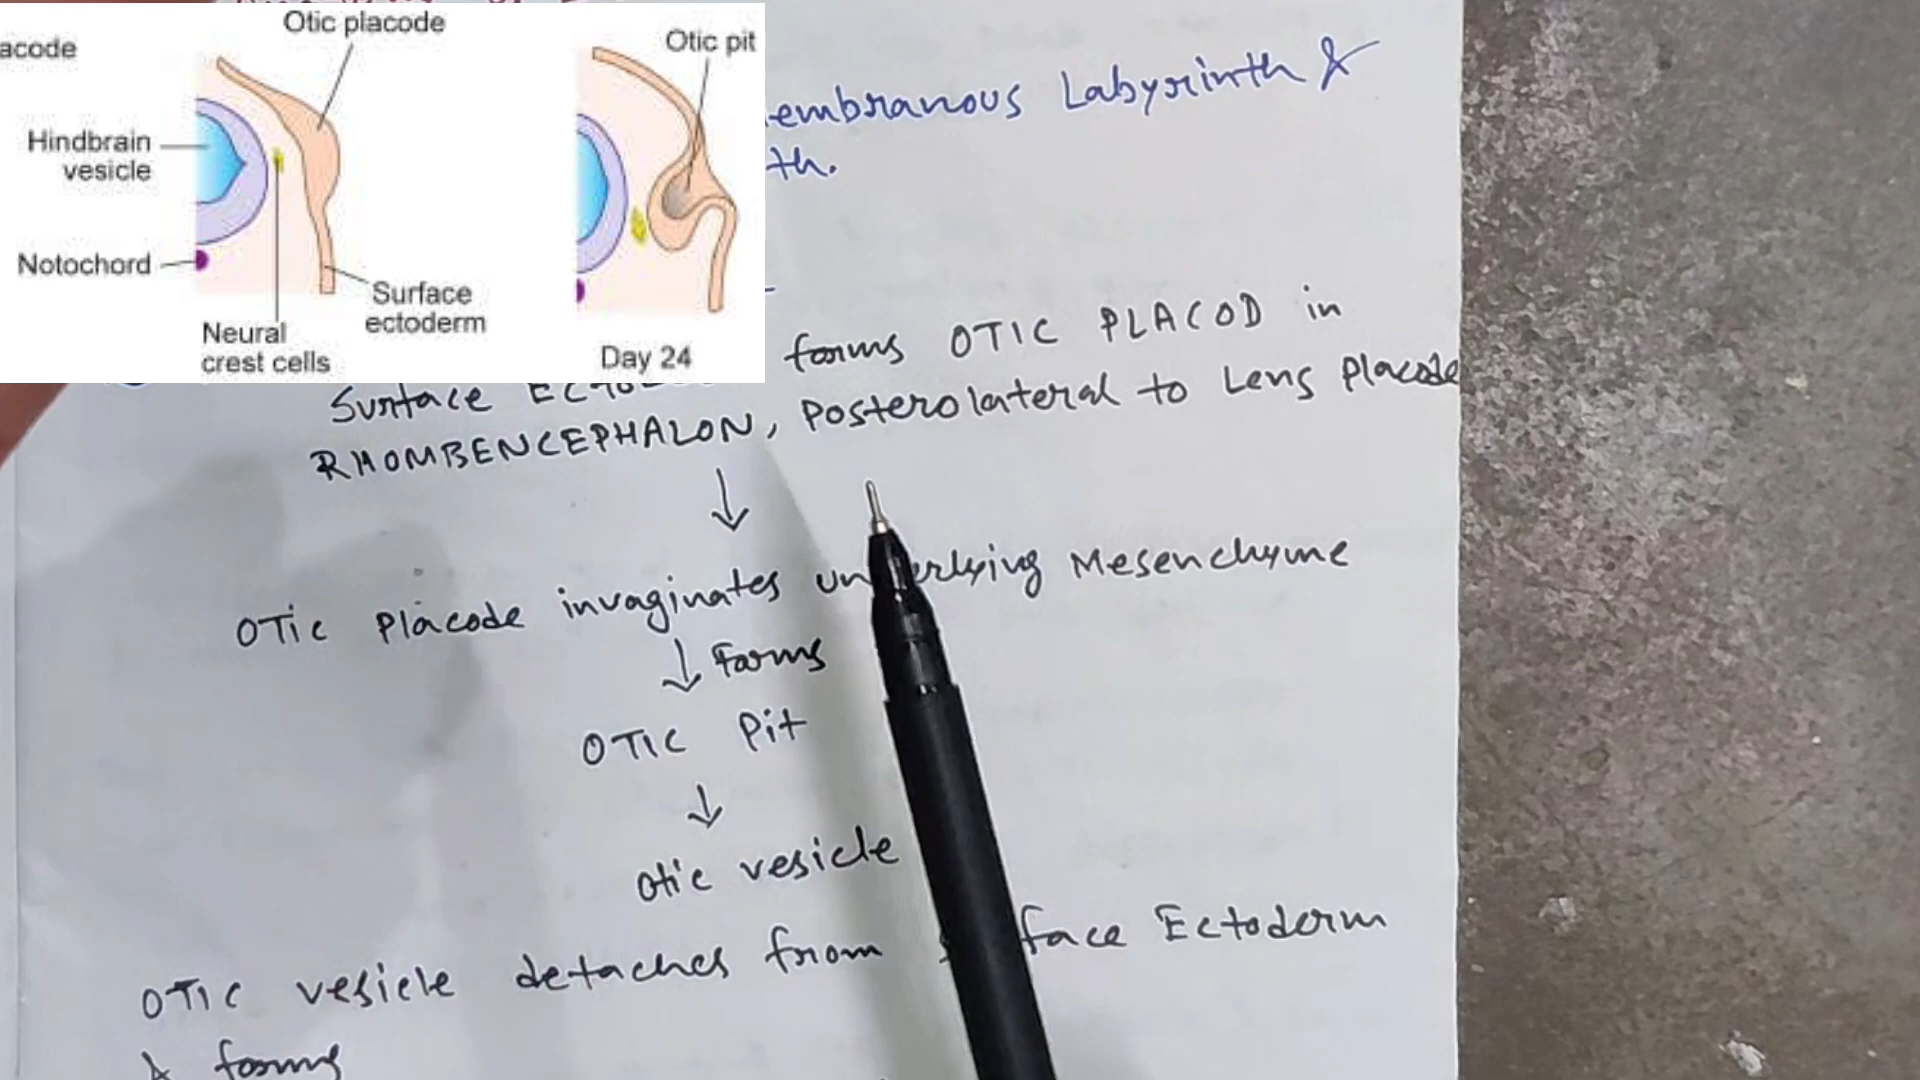 Otic placode
acode
Otic pit
Hindbrain
vesicle
Notochord
Surface
ectoderm
Neural
crest cells
Day 24
embranous Labyrinth &
th.
forms OTIC PLACOD in
Surface
RHOMBENCEPHALON, Posterolateral to Lens Placode
OTic placode invaginates un erlying Mesenchyme
Forms
OTIC Pit
Otic vesicle
OTIC vesicle detaches from face Ectoderm
& forms